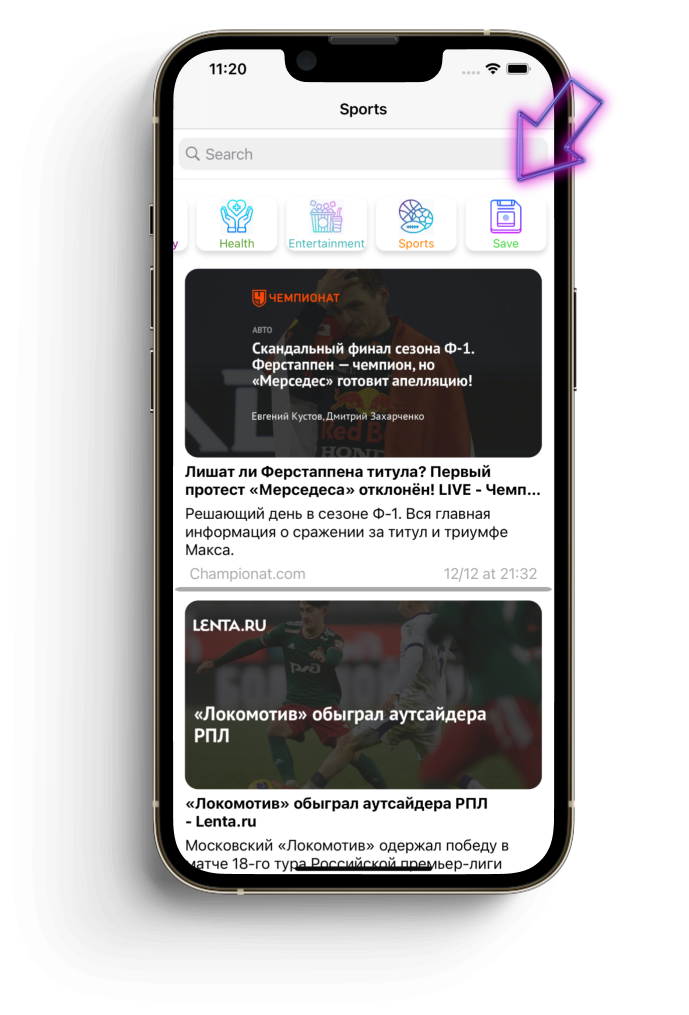 11:20
Sports
Search
y
Health
Entertainment
Sports
Save
ЧЕМПИОНАТ
АВТО
Скандальный финал сезона Ф-1.
Ферстаппен — чемпион, но
«Мерседес» готовит апелляцию!
Евгений Кустов, Дмитрий Захарченко
Red B
HOND
Лишат ли Ферстаппена титула? Первый
протест «Мерседеса» отклонён! LIVE - Чемп...
Решающий день в сезоне Ф-1. Вся главная
информация о сражении за титул и триумфе
Макса.
Championat.com
12/12 at 21:32
LENTA.RU
РЖД
«Локомотив» обыграл аутсайдера
РПЛ
«Локомотив» обыграл аутсайдера РПЛ
- Lenta.ru
Московский «Локомотив» одержал победу в
матче 18-го тура Российской премьер-лиги